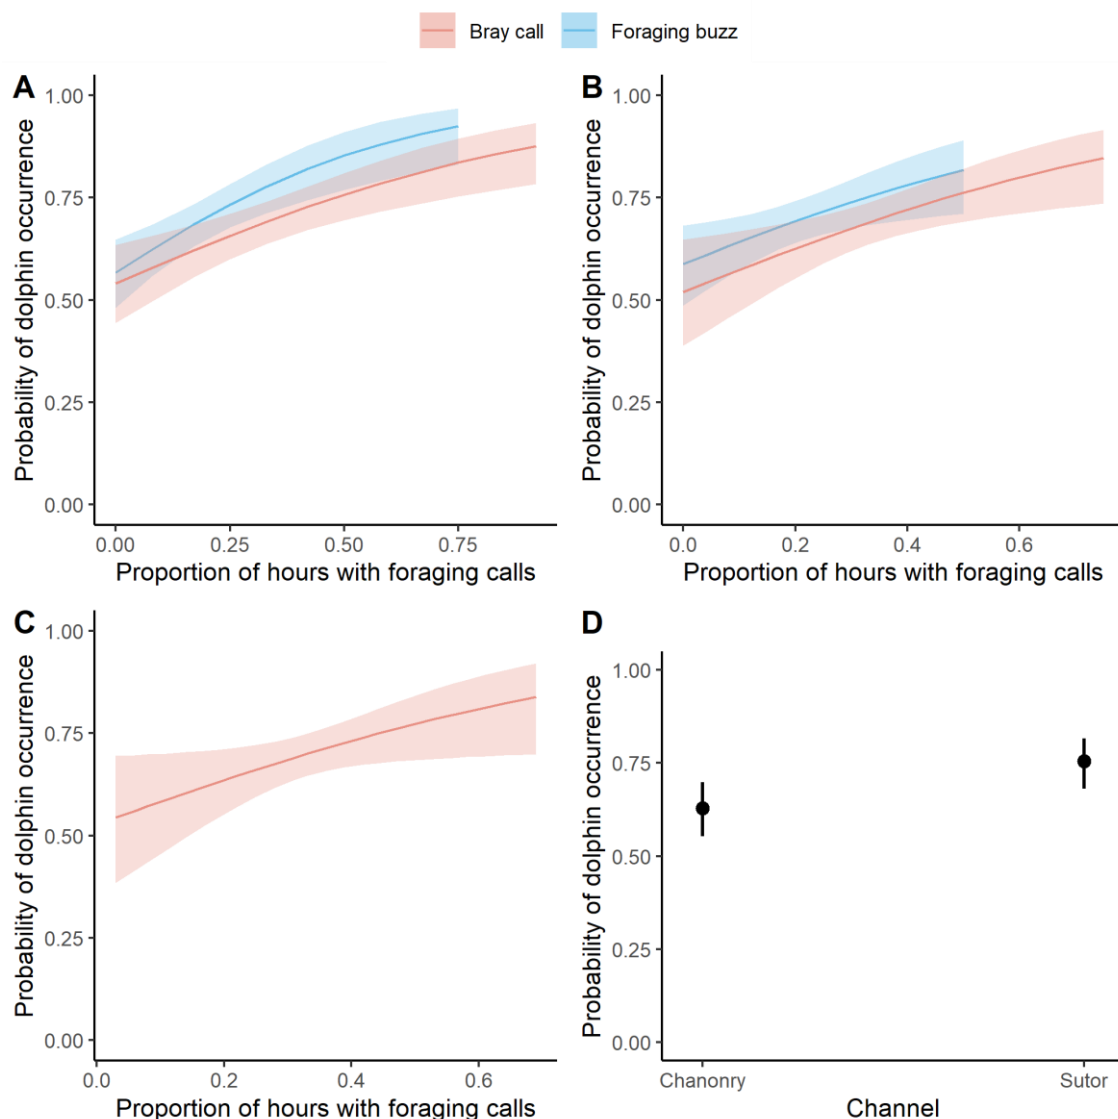 Bray call Foraging buzz
A
Probability of dolphin occurrence
1.00
0.75
0.50
0.25
0.00
0.00 0.25 0.50 0.75
Proportion of hours with foraging calls
B
Probability of dolphin occurrence
1.00
0.75
0.50
0.25
0.00
0.0 0.2 0.4 0.6
Proportion of hours with foraging calls
C
Probability of dolphin occurrence
1.00
0.75
0.50
0.25
0.00
0.0 0.2 0.4 0.6
Proportion of hours with foraging calls
D
Probability of dolphin occurrence
1.00
0.75
0.50
0.25
0.00
Chanonry Sutor
Channel